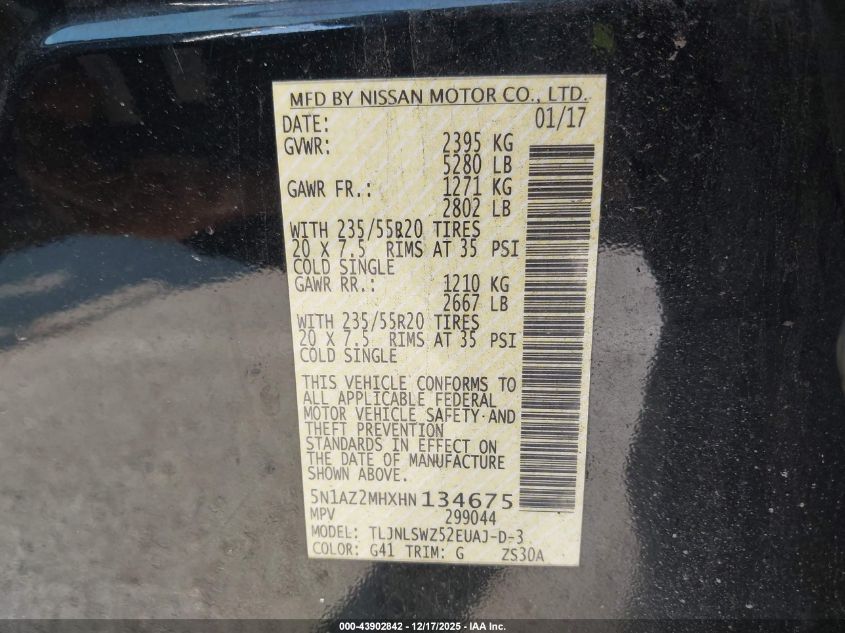 MFD BY NISSAN MOTOR CO., LTD.
DATE: 01/17
GVWR: 2395 KG
5280 LB
GAWR FR.: 1271 KG
2802 LB
WITH 235/55R20 TIRES
20 X 7.5 RIMS AT 35 PSI
COLD SINGLE
GAWR RR.: 1210 KG
2667 LB
WITH 235/55R20 TIRES
20 X 7.5 RIMS AT 35 PSI
COLD SINGLE
THIS VEHICLE CONFORMS TO
ALL APPLICABLE FEDERAL
MOTOR VEHICLE SAFETY AND
THEFT PREVENTION
STANDARDS IN EFFECT ON
THE DATE OF MANUFACTURE
SHOWN ABOVE.
5N1AZ2MHXHN134675
MPV 299044
MODEL: TLJNLSWZ52EUAJ-D-3
COLOR: G41 TRIM: G ZS30A
000-43902842 - 12/17/2025 - IAA Inc.